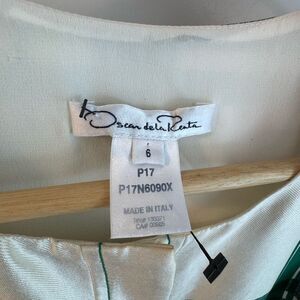 Oscar de la Renta
6
P17
P17N6090X
MADE IN ITALY